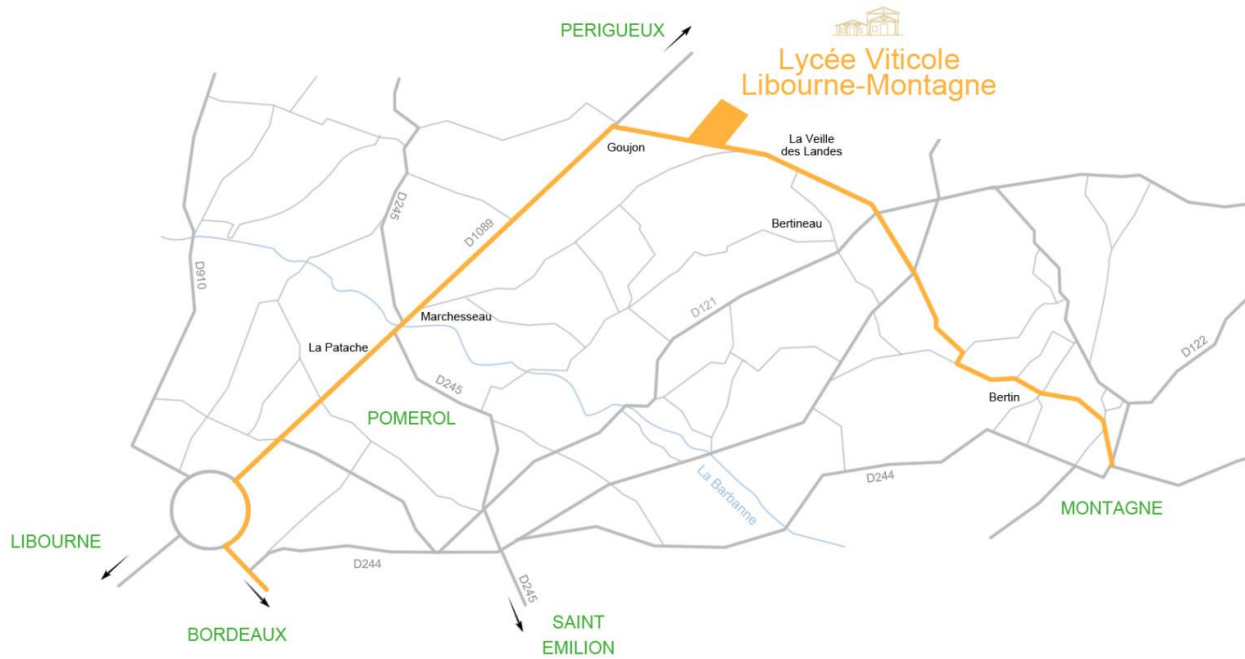 PERIGUEUX
Lycée Viticole
Libourne-Montagne
La Veille
des Landes
Goujon
D245
D1089
Bertineau
D910
D121
Marchesseau
La Patache
D122
D245
Bertin
POMEROL
La Barbanne
D244
MONTAGNE
LIBOURNE
D244
D245
BORDEAUX
SAINT
EMILION